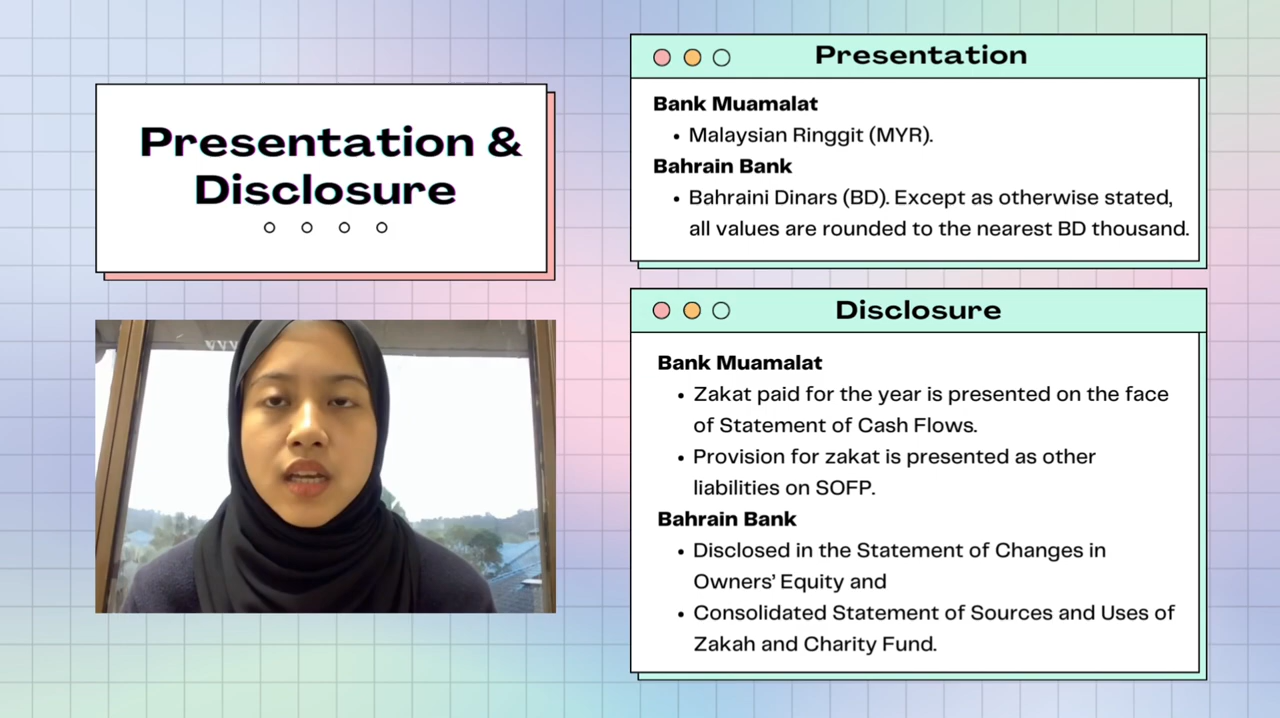 Presentation &
Disclosure
Presentation
Bank Muamalat
• Malaysian Ringgit (MYR).
Bahrain Bank
• Bahraini Dinars (BD). Except as otherwise stated,
all values are rounded to the nearest BD thousand.
Disclosure
Bank Muamalat
• Zakat paid for the year is presented on the face
of Statement of Cash Flows.
• Provision for zakat is presented as other
liabilities on SOFP.
Bahrain Bank
• Disclosed in the Statement of Changes in
Owners’ Equity and
• Consolidated Statement of Sources and Uses of
Zakah and Charity Fund.